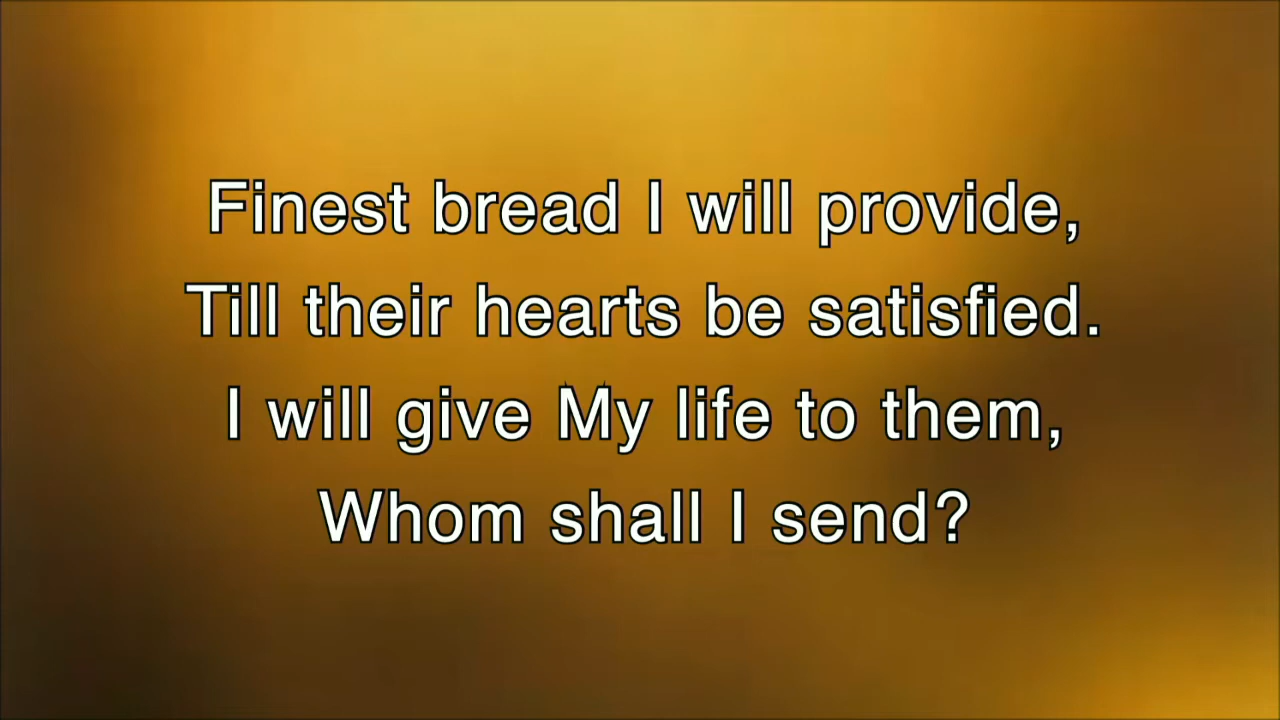 Finest bread I will provide,
Till their hearts be satisfied.
I will give My life to them,
Whom shall I send?